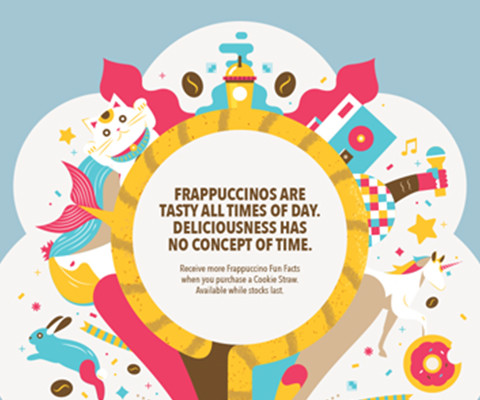 FRAPPUCCINOS ARE
TASTY ALL TIMES OF DAY.
DELICIOUSNESS HAS
NO CONCEPT OF TIME.
Receive more Frappuccino Fun Facts
when you purchase a Cookie Straw.
Available while stocks last.